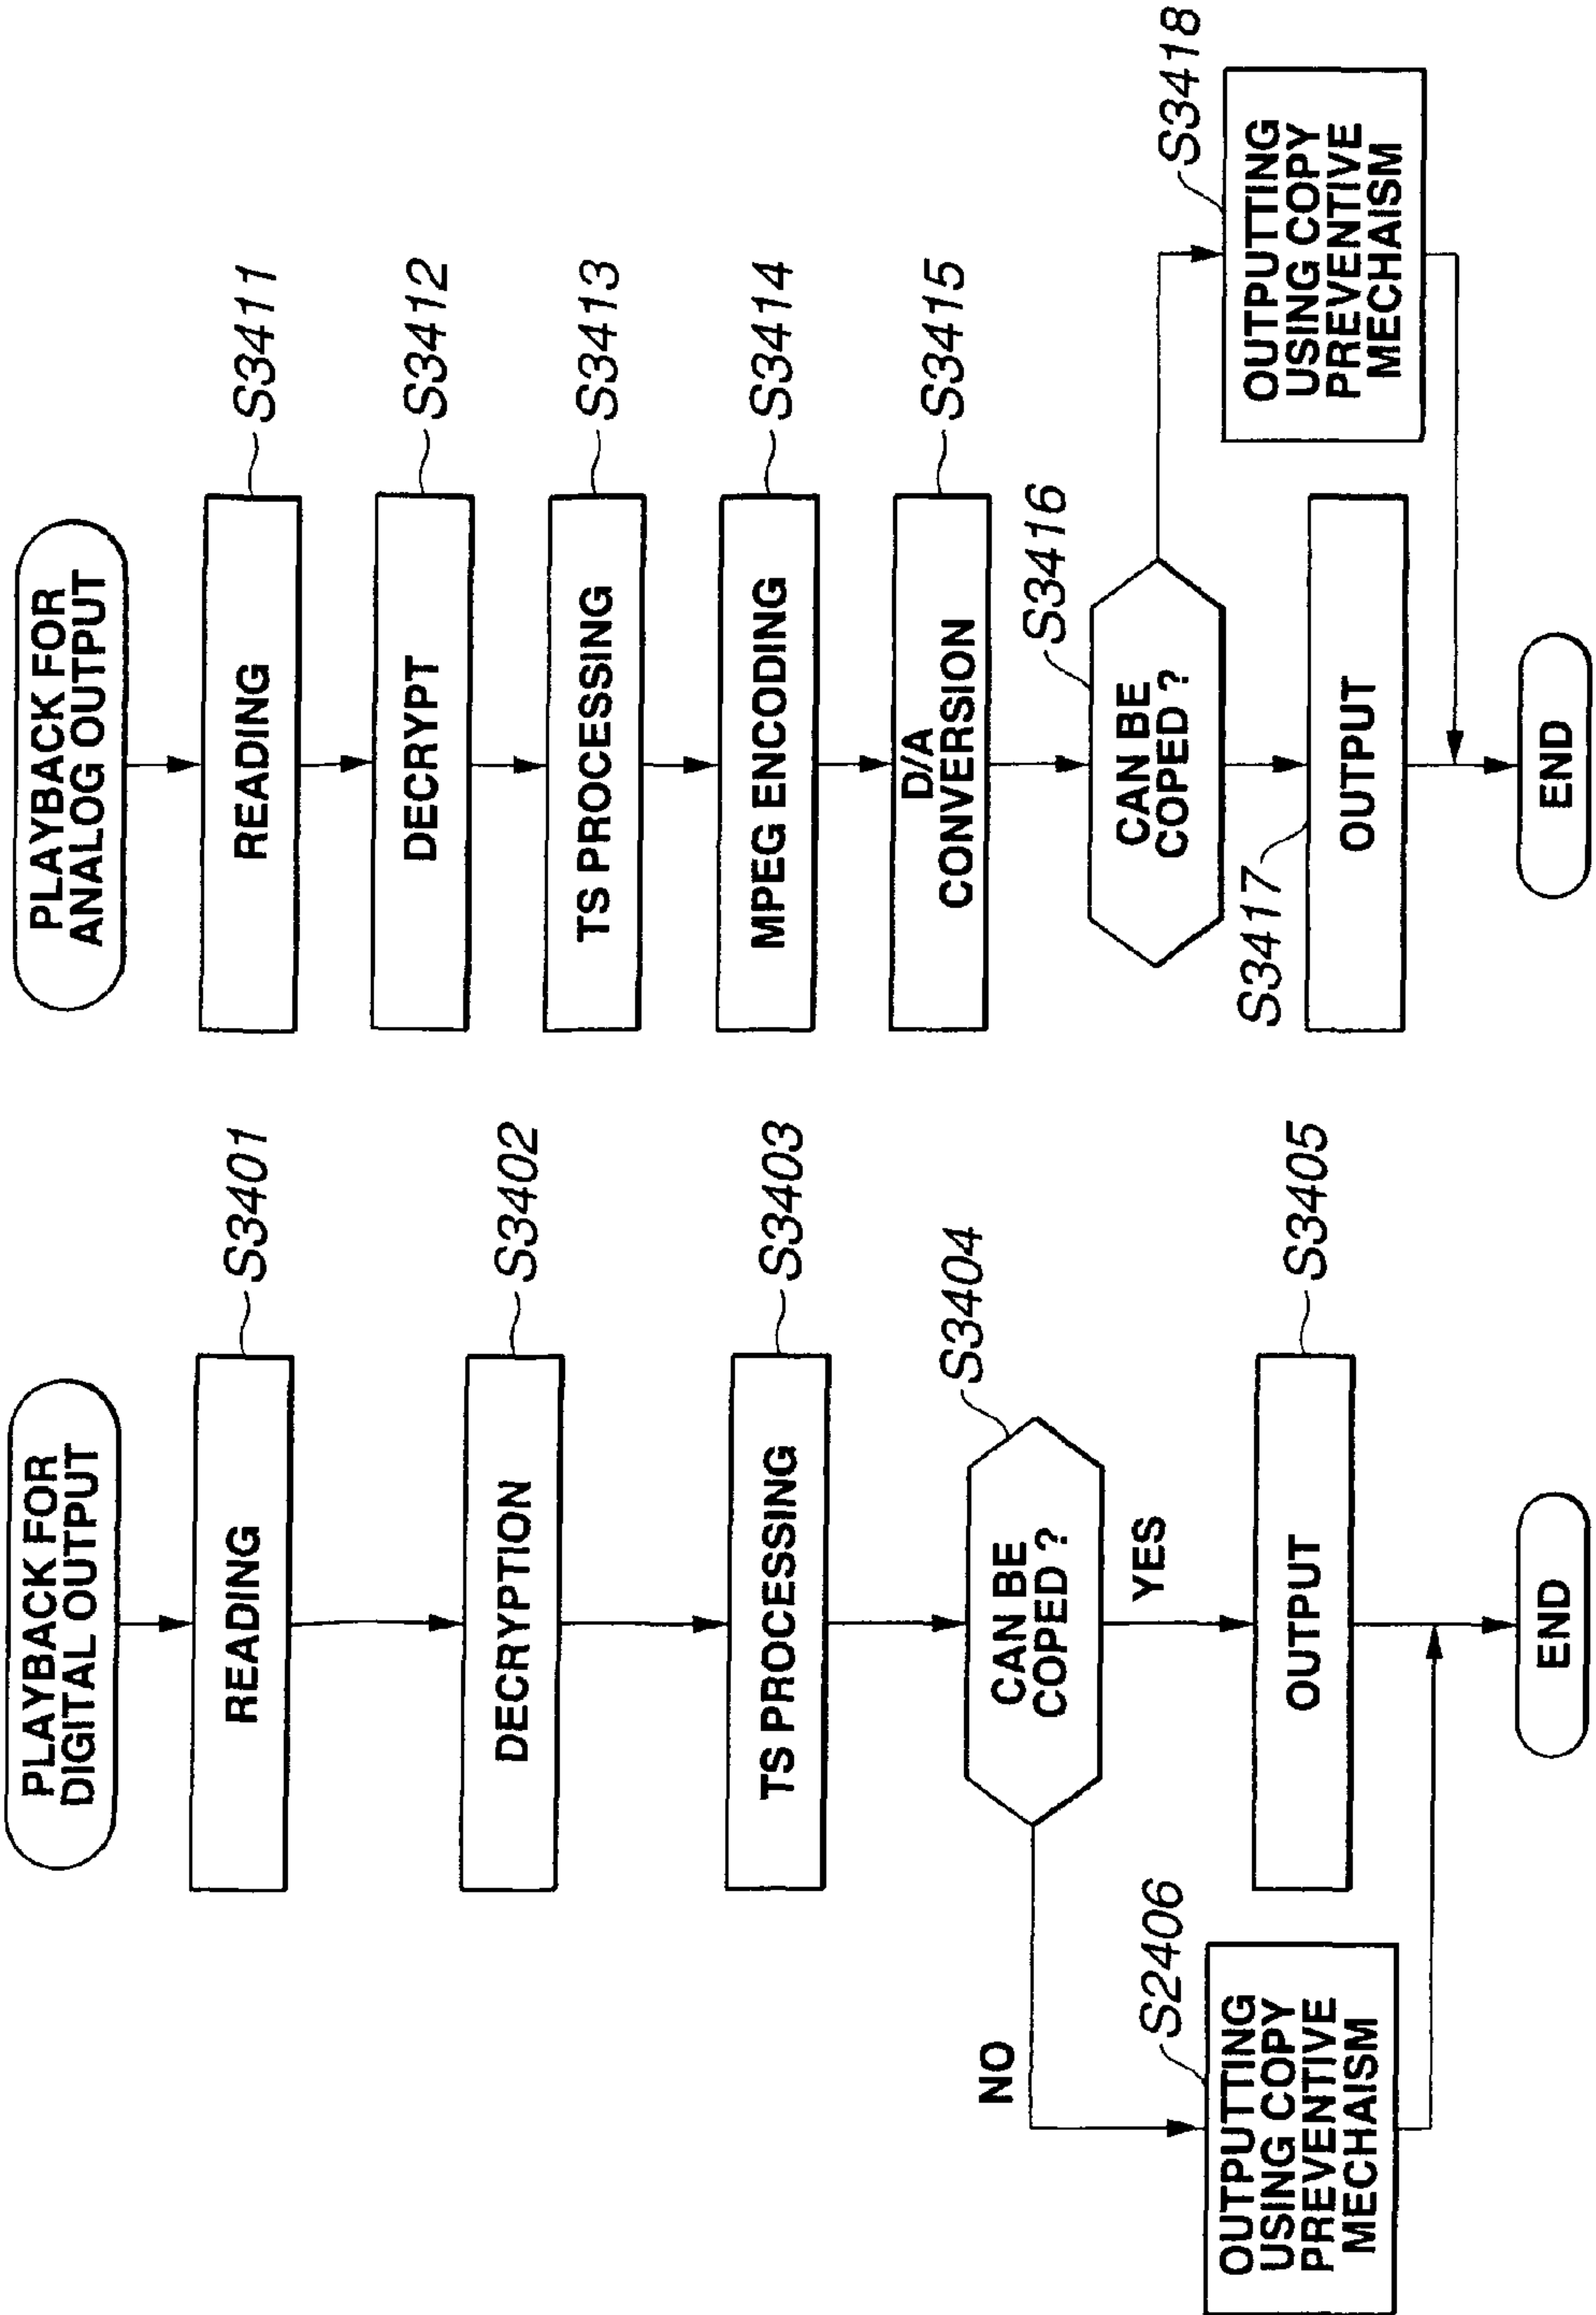 PLAYBACK FOR
DIGITAL OUTPUT
READING
S3401
DECRYPTION
S3402
TS PROCESSING
S3403
CAN BE
COPED ?
S3404
NO
YES
OUTPUTTING
USING COPY
PREVENTIVE
MECHAISM
S2406
OUTPUT
S3405
END
PLAYBACK FOR
ANALOG OUTPUT
READING
S3411
DECRYPT
S3412
TS PROCESSING
S3413
MPEG ENCODING
S3414
D/A
CONVERSION
S3415
CAN BE
COPED ?
S3416
S3417
OUTPUT
OUTPUTTING
USING COPY
PREVENTIVE
MECHAISM
S3418
END